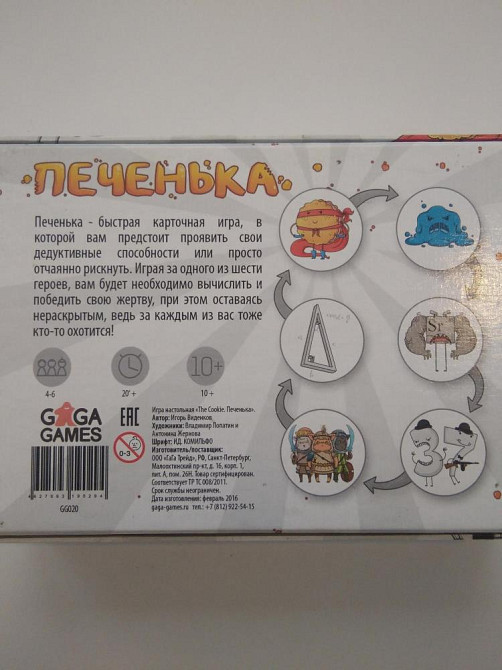 ПЕЧЕНЬКА
Печенька - быстрая карточная игра, в
которой вам предстоит проявить свои
дедуктивные способности или просто
отчаянно рискнуть. Играя за одного из шести
героев, вам будет необходимо вычислить и
победить свою жертву, при этом оставаясь
нераскрытым, ведь за каждым из вас тоже
кто-то охотится!
10+
4-6
20'+
10 +
GAGA
GAMES
EAC
0-3
Игра настольная «The Cookie. Печенька».
Автор: Игорь Веденков
Художники: Владимир Лопатин и
Антонина Жернова
Шрифт: ИД. КОМИЛЬФО
Изготовитель/поставщик:
ООО «ГаГа Трейд», РФ, Санкт-Петербург,
Малоохтинский пр-кт, д. 16, корп. 1,
лит. А, пом. 26Н. Товар сертифицирован.
Соответствует ТР ТС 008/2011.
Срок службы неограничен.
Дата изготовления: февраль 2016
gaga-games.ru, +7 (812) 922-54-15
GG020
Sr
37